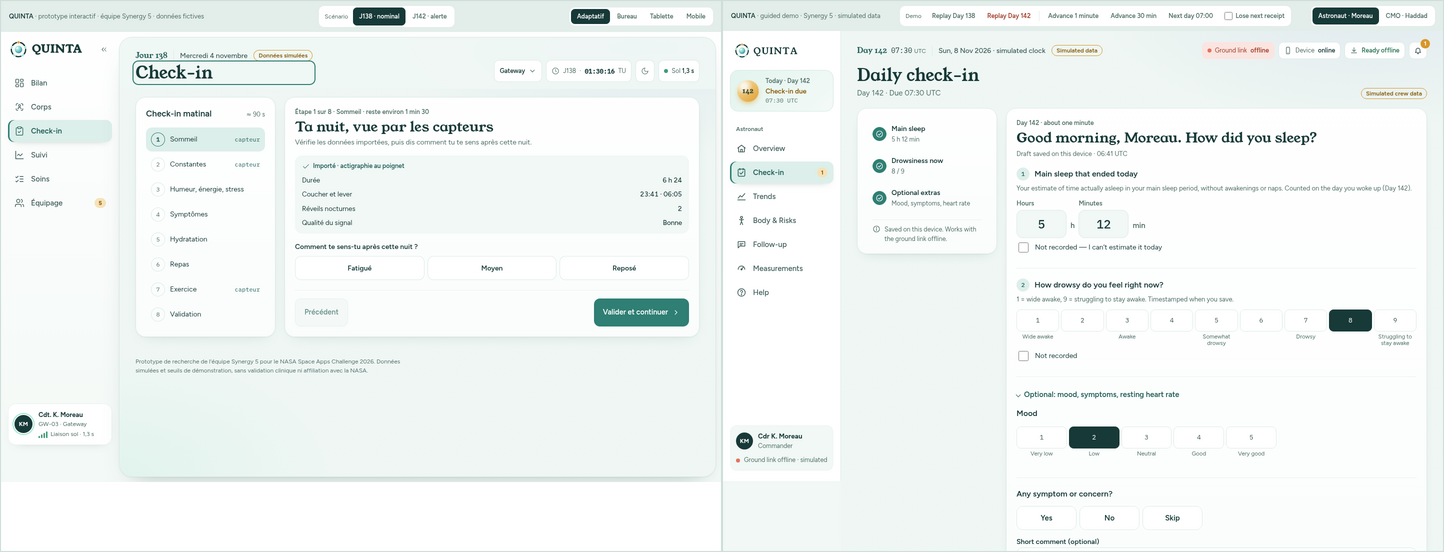 QUINTA · prototype interactif · équipe Synergy 5 · données fictives
Scénario
J138 · nominal
J142 · alerte
Adaptatif
Bureau
Tablette
Mobile
QUINTA
«
Bilan
Corps
Check-in
Suivi
Soins
Équipage
5
KM
Cdt. K. Moreau
GW-03 · Gateway
Liaison sol · 1,3 s
Jour 138
Mercredi 4 novembre
Données simulées
Check-in
Gateway
J138 · 01:30:16 TU
Sol 1,3 s
Check-in matinal
≈ 90 s
1 Sommeil capteur
2 Constantes capteur
3 Humeur, énergie, stress
4 Symptômes
5 Hydratation
6 Repas
7 Exercice capteur
8 Validation
Étape 1 sur 8 · Sommeil · reste environ 1 min 30
Ta nuit, vue par les capteurs
Vérifie les données importées, puis dis comment tu te sens après cette nuit.
Importé · actigraphie au poignet
Durée 6 h 24
Coucher et lever 23:41 · 06:05
Réveils nocturnes 2
Qualité du signal Bonne
Comment te sens-tu après cette nuit ?
Fatigué
Moyen
Reposé
Précédent
Valider et continuer
Prototype de recherche de l'équipe Synergy 5 pour le NASA Space Apps Challenge 2026. Données
simulées et seuils de démonstration, sans validation clinique ni affiliation avec la NASA.
QUINTA · guided demo · Synergy 5 · simulated data
Demo
Replay Day 138
Replay Day 142
Advance 1 minute
Advance 30 min
Next day 07:00
Lose next receipt
Astronaut · Moreau
CMO · Haddad
QUINTA
142
Today · Day 142
Check-in due
07:30 UTC
Astronaut
Overview
Check-in
1
Trends
Body & Risks
Follow-up
Measurements
Help
KM
Cdr K. Moreau
Commander
Ground link offline · simulated
Day 142 07:30 UTC
Sun, 8 Nov 2026 · simulated clock
Simulated data
Ground link offline
Device online
Ready offline
1
Daily check-in
Day 142 · Due 07:30 UTC
Simulated crew data
Main sleep
5 h 12 min
Drowsiness now
8 / 9
Optional extras
Mood, symptoms, heart rate
Saved on this device. Works with
the ground link offline.
Day 142 · about one minute
Good morning, Moreau. How did you sleep?
Draft saved on this device · 06:41 UTC
1 Main sleep that ended today
Your estimate of time actually asleep in your main sleep period, without awakenings or naps. Counted on the day you woke up (Day 142).
Hours
Minutes
5 h 12 min
Not recorded — I can't estimate it today
2 How drowsy do you feel right now?
1 = wide awake, 9 = struggling to stay awake. Timestamped when you save.
1 2 3 4 5 6 7 8 9
Wide awake
Awake
Somewhat drowsy
Drowsy
Struggling to stay awake
Not recorded
Optional: mood, symptoms, resting heart rate
Mood
1 2 3 4 5
Very low
Low
Neutral
Good
Very good
Any symptom or concern?
Yes
No
Skip
Short comment (optional)